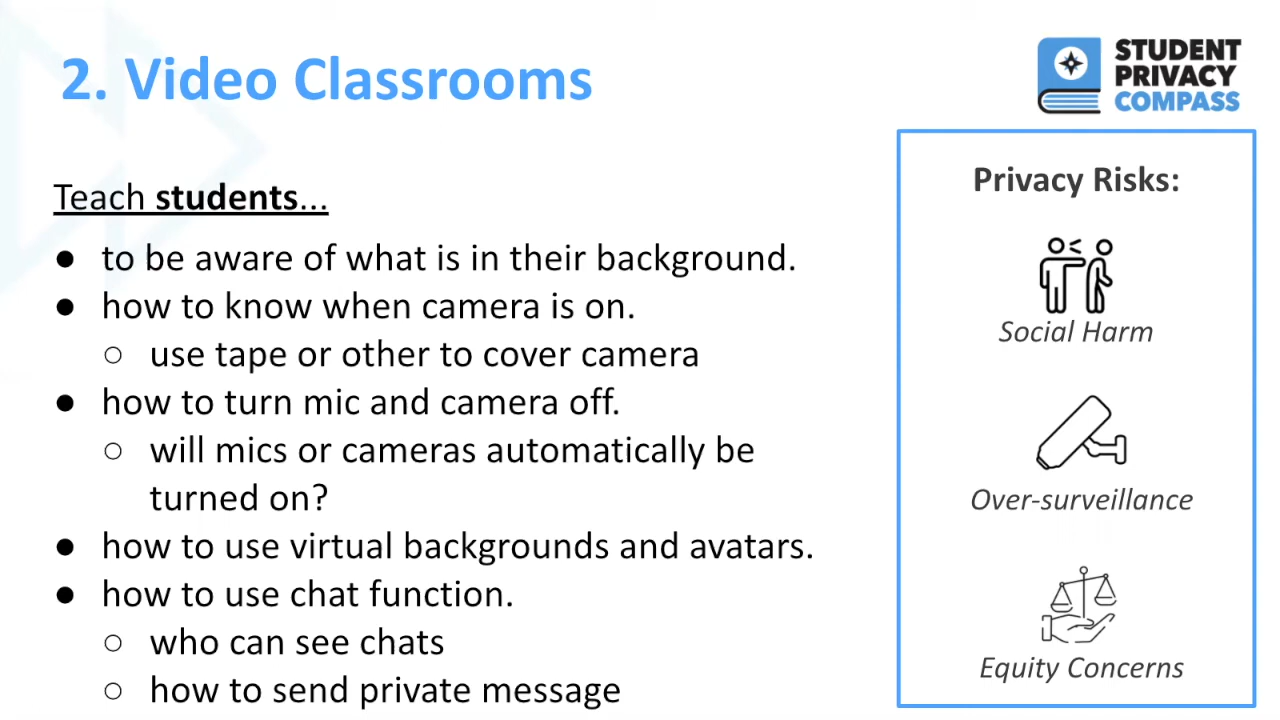 2. Video Classrooms
STUDENT
PRIVACY
COMPASS
Teach students...
● to be aware of what is in their background.
● how to know when camera is on.
○ use tape or other to cover camera
● how to turn mic and camera off.
○ will mics or cameras automatically be
turned on?
● how to use virtual backgrounds and avatars.
● how to use chat function.
○ who can see chats
○ how to send private message
Privacy Risks:
Social Harm
Over-surveillance
Equity Concerns